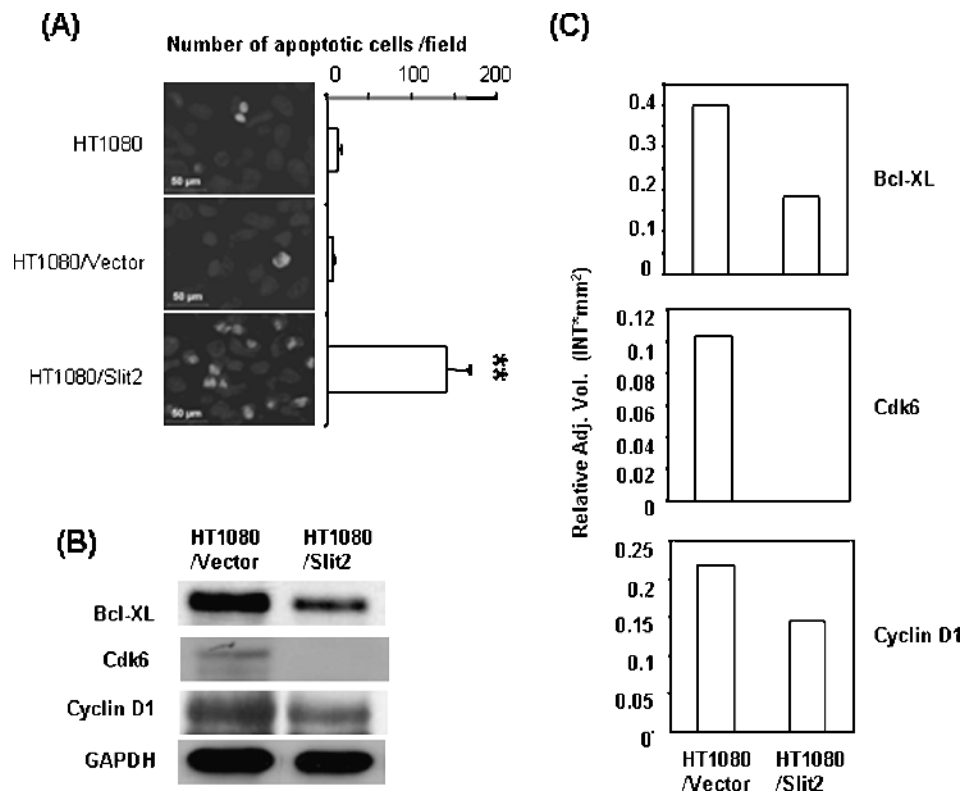 (A)
Number of apoptotic cells /field
0 100 200
HT1080
50 µm
HT1080/Vector
50 µm
HT1080/Slit2
50 µm
**
(B)
HT1080 HT1080
/Vector /Slit2
Bcl-XL
Cdk6
Cyclin D1
GAPDH
(C)
Relative Adj. Vol. (INT*mm²)
0.4
0.3
0.2
0.1
0
Bcl-XL
0.12
0.1
0.08
0.06
0.04
0.02
0
Cdk6
0.25
0.2
0.15
0.1
0.05
0
Cyclin D1
HT1080 HT1080
/Vector /Slit2